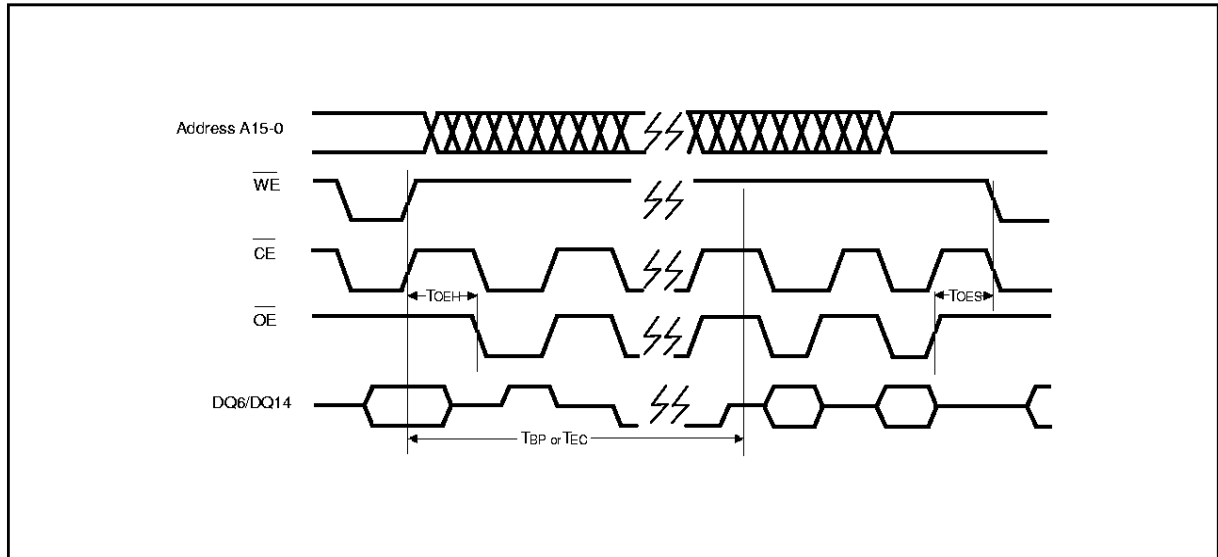 Address A15-0
WE
CE
TOEH
TOES
OE
DQ6/DQ14
TBP or TEC